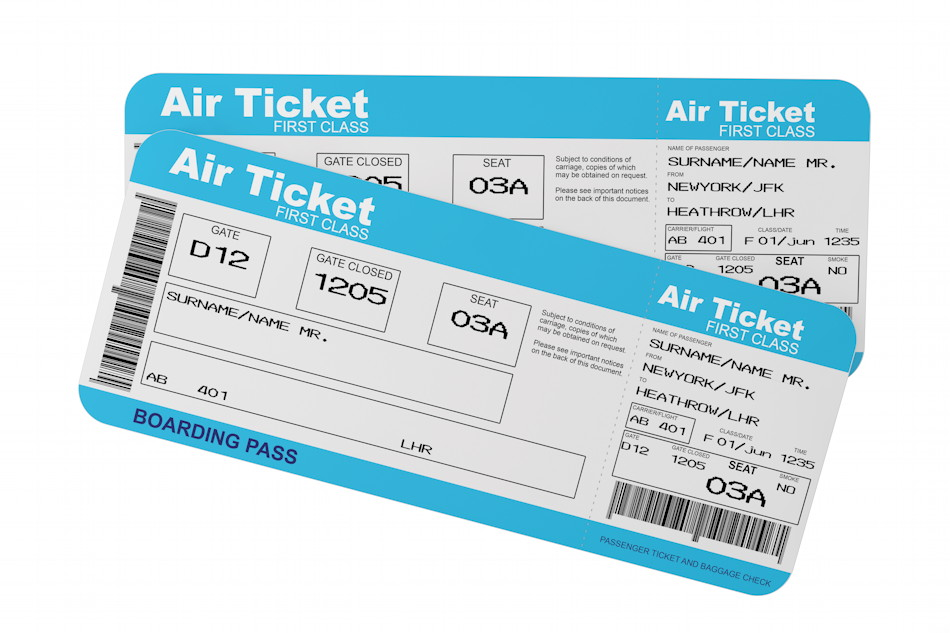 Air Ticket
FIRST CLASS
GATE CLOSED
SEAT
03A
Subject to conditions of
carriage, copies of which
may be obtained on request.
Please see important notices
on the back of this document.
Air Ticket
FIRST CLASS
NAME OF PASSENGER
SURNAME/NAME MR.
FROM
NEWYORK/JFK
TO
HEATHROW/LHR
CARRIER/FLIGHT CLASS/DATE TIME
AB 401 F 01/jun 1235
GATE GATE CLOSED SEAT SMOKE
1205 03A NO
Air Ticket
FIRST CLASS
GATE
D12
GATE CLOSED
1205
SEAT
03A
Subject to conditions of
carriage, copies of which
may be obtained on request.
Please see important notices
on the back of this document.
SURNAME/NAME MR.
AB 401 LHR
BOARDING PASS
Air Ticket
FIRST CLASS
NAME OF PASSENGER
SURNAME/NAME MR.
FROM
NEWYORK/JFK
TO
HEATHROW/LHR
CARRIER/FLIGHT CLASS/DATE TIME
AB 401 F 01/jun 1235
GATE GATE CLOSED SEAT SMOKE
D12 1205 03A NO
PASSENGER TICKET AND BAGGAGE CHECK